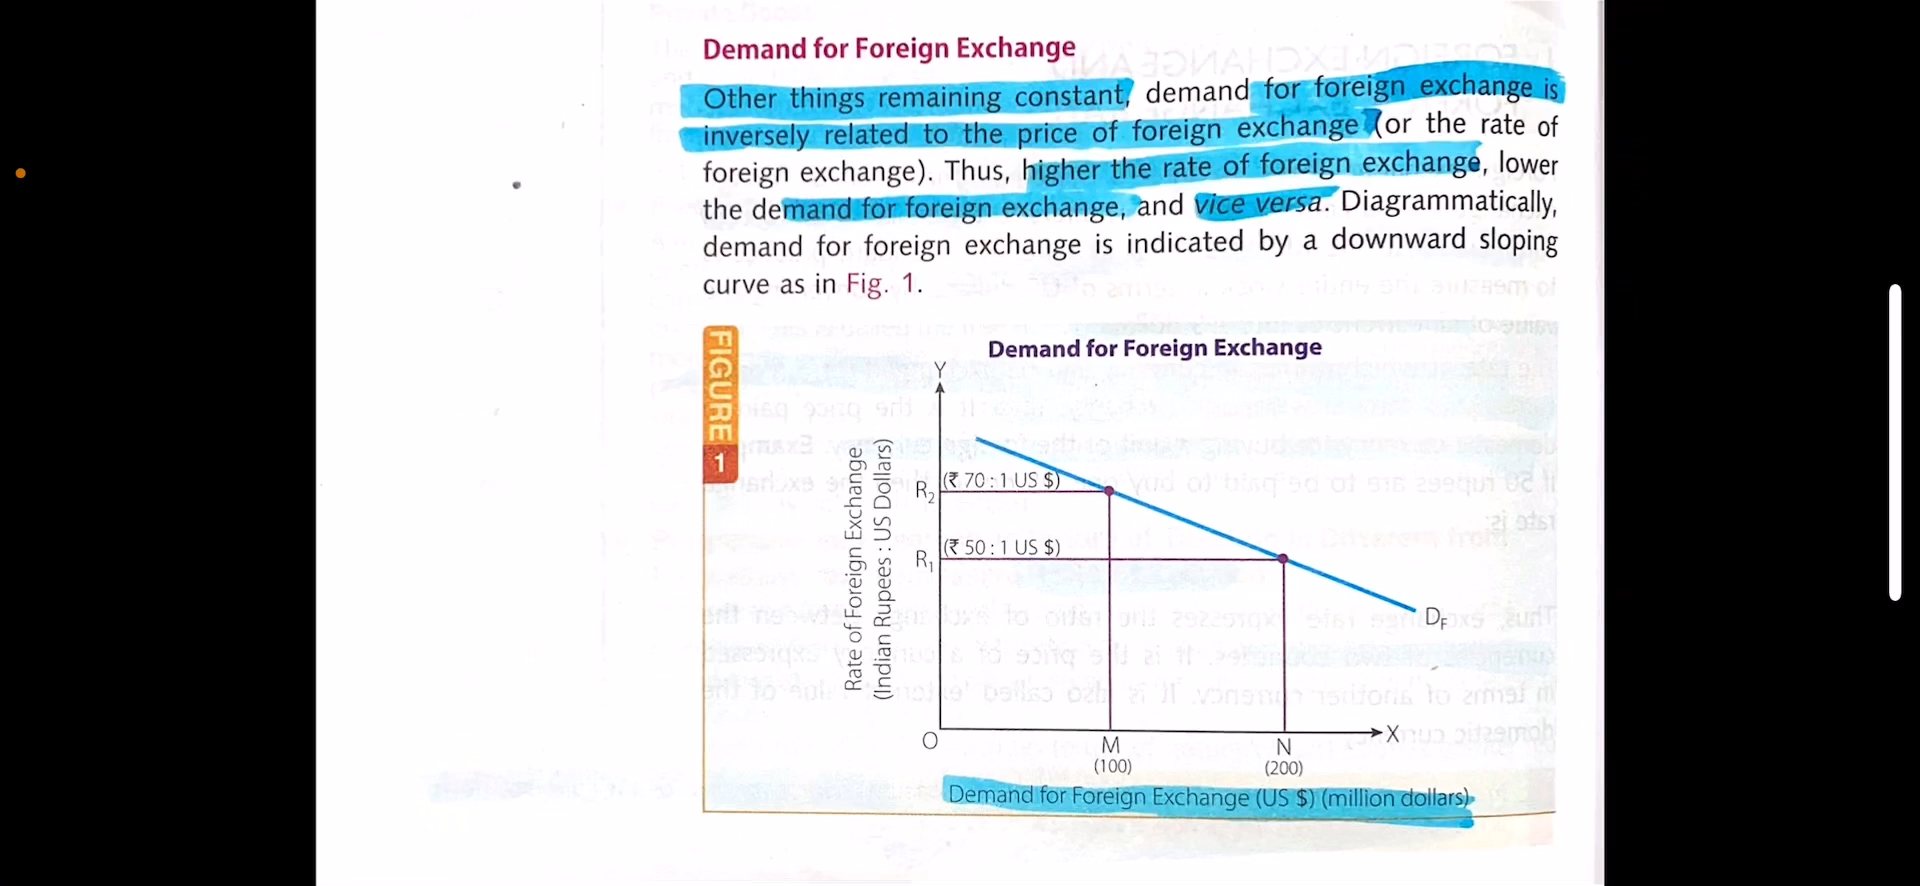 Demand for Foreign Exchange
Other things remaining constant, demand for foreign exchange is
inversely related to the price of foreign exchange (or the rate of
foreign exchange). Thus, higher the rate of foreign exchange, lower
the demand for foreign exchange, and vice versa. Diagrammatically,
demand for foreign exchange is indicated by a downward sloping
curve as in Fig. 1.
FIGURE 1
Demand for Foreign Exchange
Y
Rate of Foreign Exchange
(Indian Rupees : US Dollars)
R2 (₹ 70 : 1 US $)
R1 (₹ 50 : 1 US $)
DF
O
X
M
(100)
N
(200)
Demand for Foreign Exchange (US $) (million dollars)